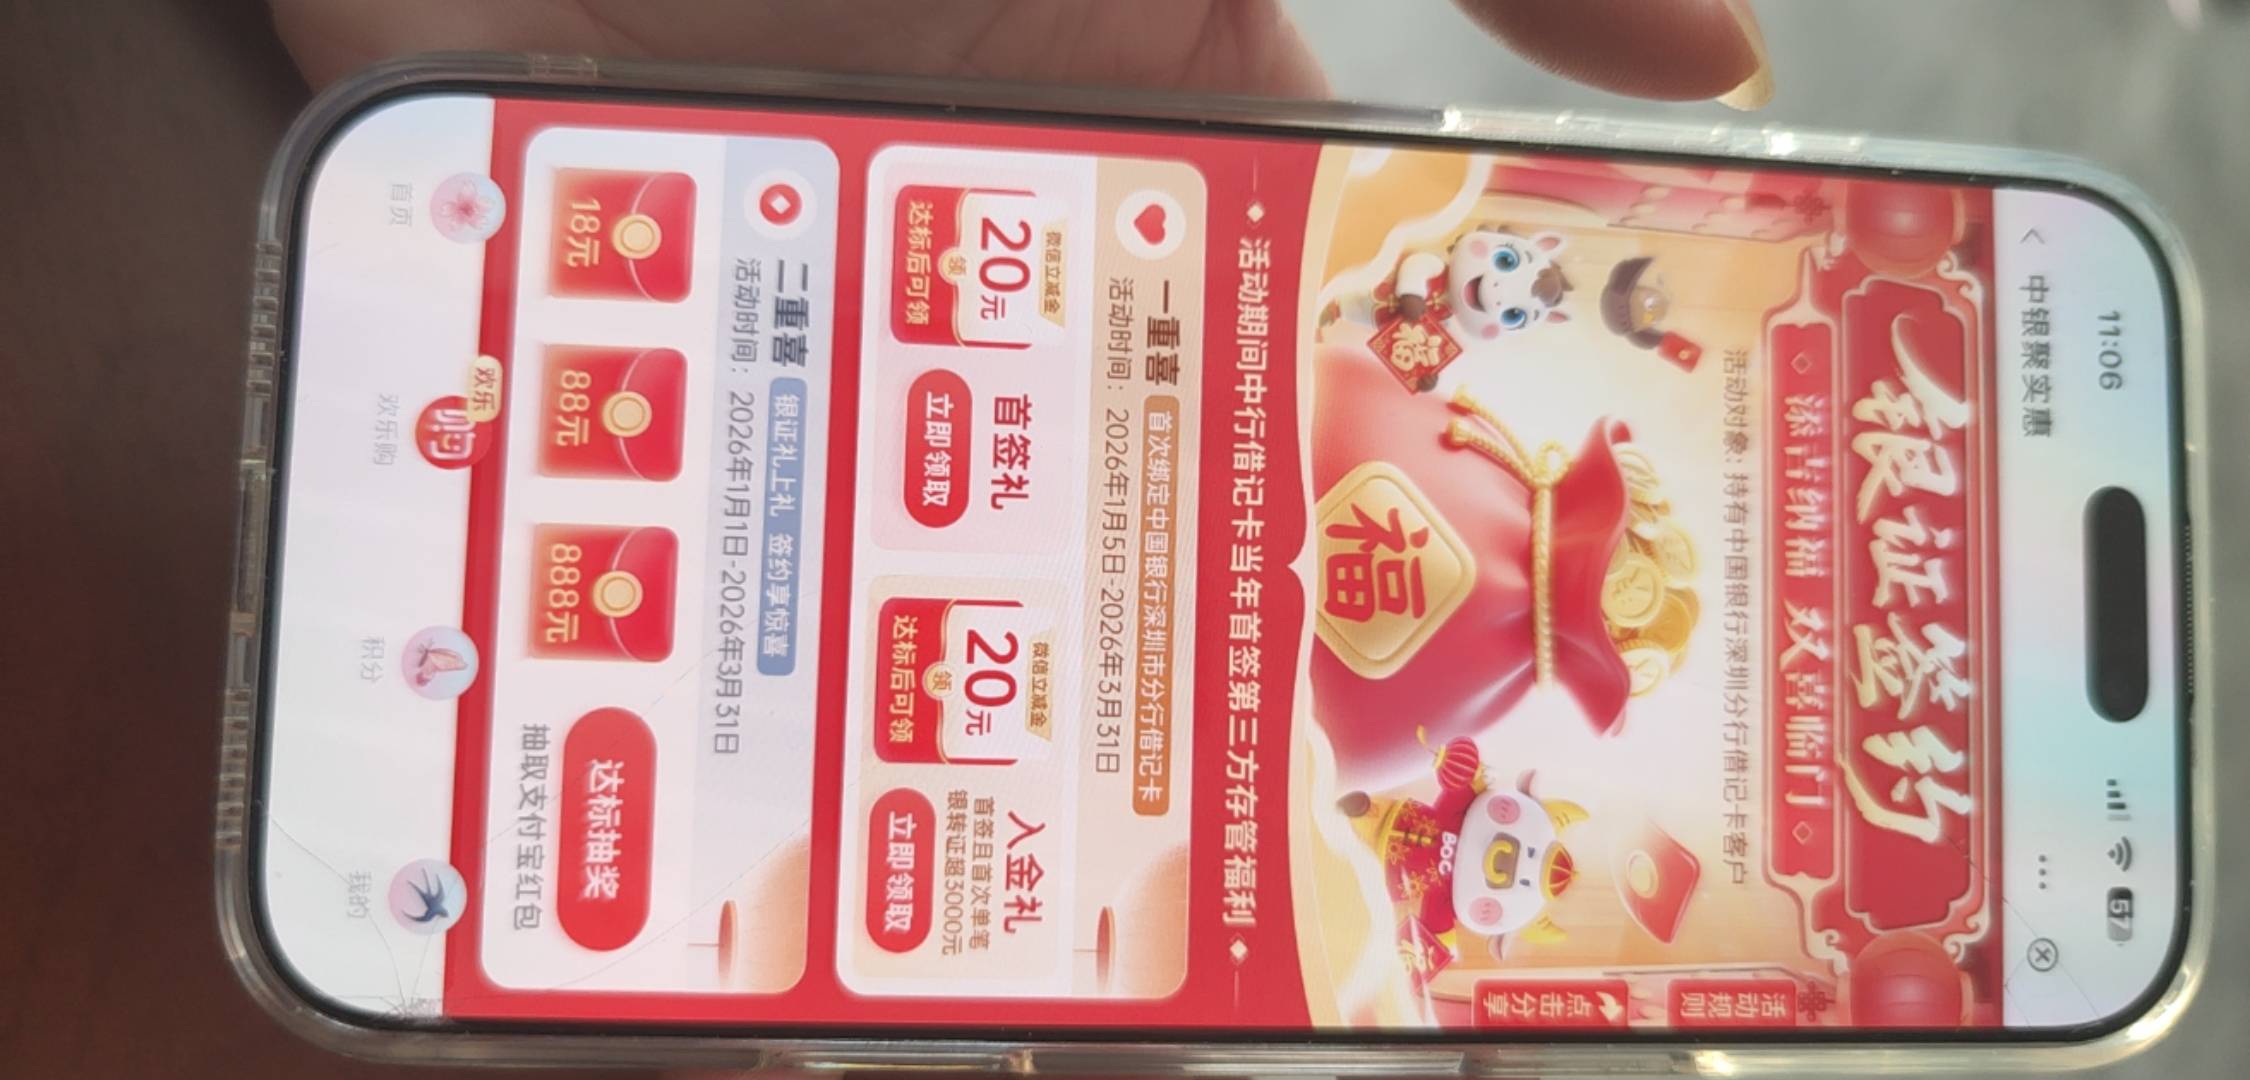 11:06
57
中银聚实惠
活动规则
点击分享
银证签约
添吉纳福 双喜临门
活动对象：持有中国银行深圳分行借记卡客户
福
福
BOC
福
活动期间中行借记卡当年首签第三方存管福利
一重喜 首次绑定中国银行深圳市分行借记卡
活动时间：2026年1月5日-2026年3月31日
微信立减金
20元
领
达标后可领
首签礼
立即领取
微信立减金
20元
领
达标后可领
入金礼
首签且首次单笔
银转证超3000元
立即领取
二重喜 银证礼上礼 签约享惊喜
活动时间：2026年1月1日-2026年3月31日
18元
88元
888元
达标抽奖
抽取支付宝红包
首页
欢乐
购
欢乐购
积分
我的